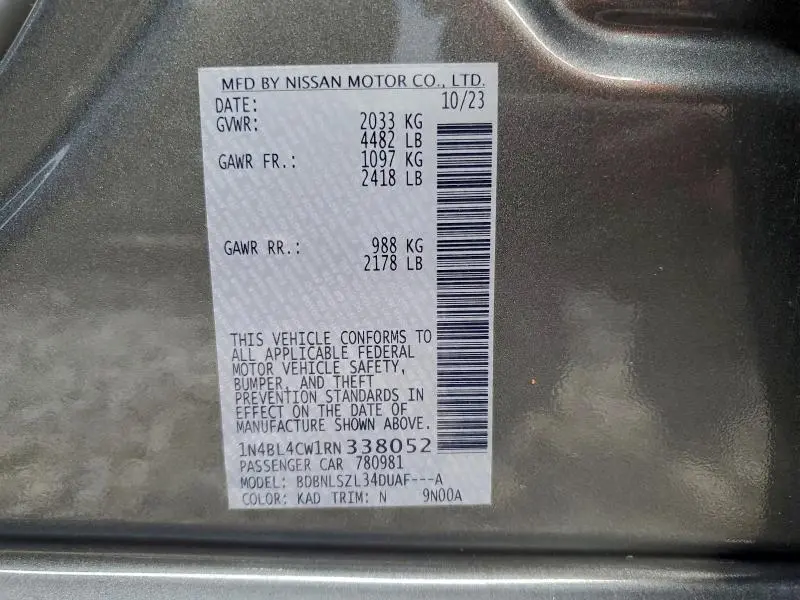 MFD BY NISSAN MOTOR CO., LTD.
DATE: 10/23
GVWR: 2033 KG
4482 LB
GAWR FR.: 1097 KG
2418 LB
GAWR RR.: 988 KG
2178 LB
THIS VEHICLE CONFORMS TO
ALL APPLICABLE FEDERAL
MOTOR VEHICLE SAFETY,
BUMPER, AND THEFT
PREVENTION STANDARDS IN
EFFECT ON THE DATE OF
MANUFACTURE SHOWN ABOVE.
1N4BL4CW1RN338052
PASSENGER CAR 780981
MODEL: BDBNLSZL34DUAF---A
COLOR: KAD TRIM: N 9N00A